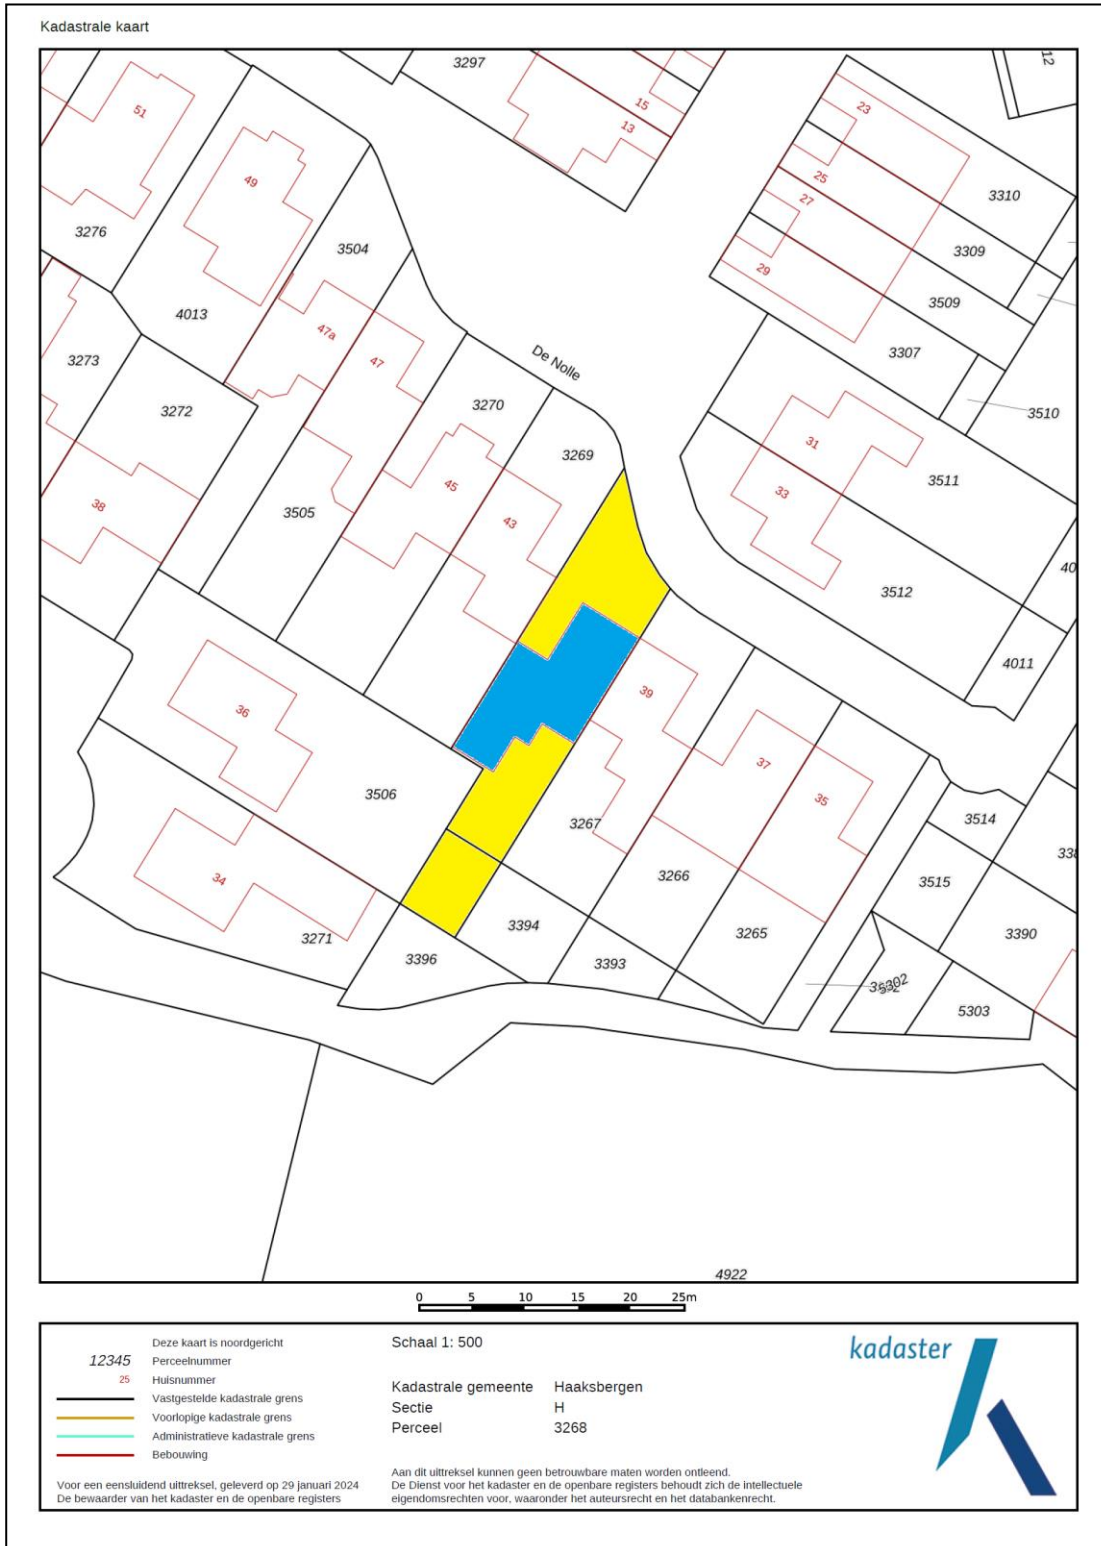 Kadastrale kaart
3297
12
51
15
13
23
49
25
27
3310
3276
3504
3309
29
3509
4013
47a
47
3307
3273
De Nolle
3272
3270
3510
3269
31
3511
45
33
38
3505
43
40
3512
4011
36
39
3506
37
35
3267
3514
338
34
3266
3515
3394
3265
3390
3271
3396
3393
5302
5303
4922
0 5 10 15 20 25m
Deze kaart is noordgericht
12345 Perceelnummer
25 Huisnummer
Vastgestelde kadastrale grens
Voorlopige kadastrale grens
Administratieve kadastrale grens
Bebouwing
Voor een eensluidend uittreksel, geleverd op 29 januari 2024
De bewaarder van het kadaster en de openbare registers
Schaal 1: 500
Kadastrale gemeente Haaksbergen
Sectie H
Perceel 3268
Aan dit uittreksel kunnen geen betrouwbare maten worden ontleend.
De Dienst voor het kadaster en de openbare registers behoudt zich de intellectuele
eigendomsrechten voor, waaronder het auteursrecht en het databankenrecht.
kadaster